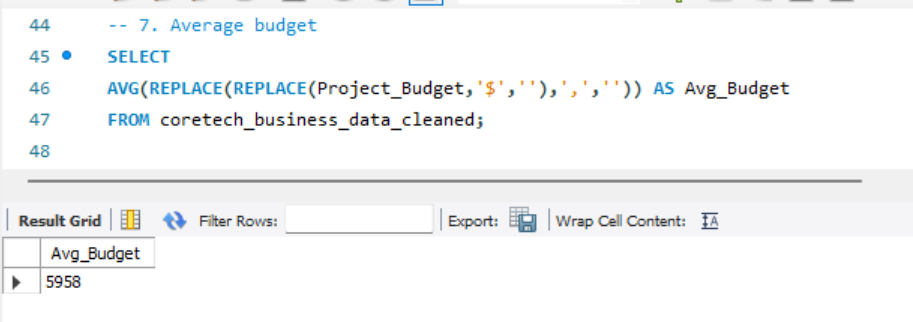 44 -- 7. Average budget
45 SELECT
46 AVG(REPLACE(REPLACE(Project_Budget,'$',''),',','')) AS Avg_Budget
47 FROM coretech_business_data_cleaned;
48
Result Grid Filter Rows: Export: Wrap Cell Content: IA
Avg_Budget
5958